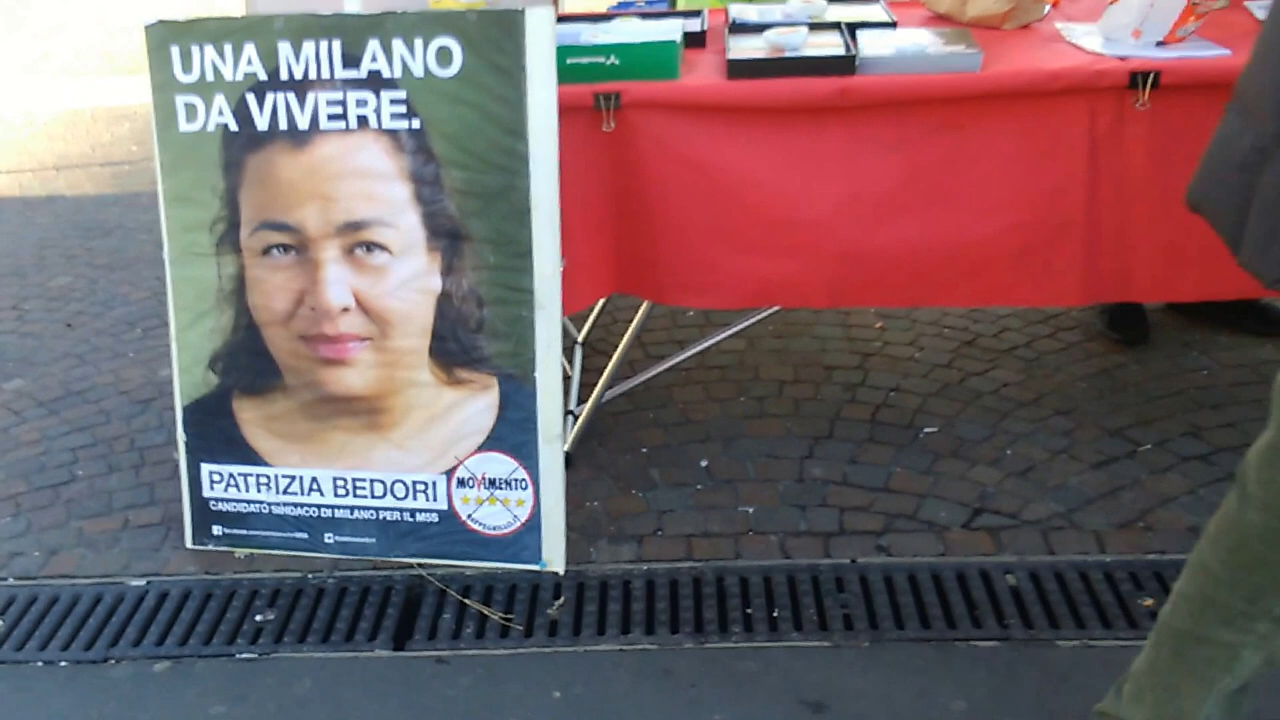 UNA MILANO
DA VIVERE.
PATRIZIA BEDORI
CANDIDATO SINDACO DI MILANO PER IL M5S
MOVIMENTO